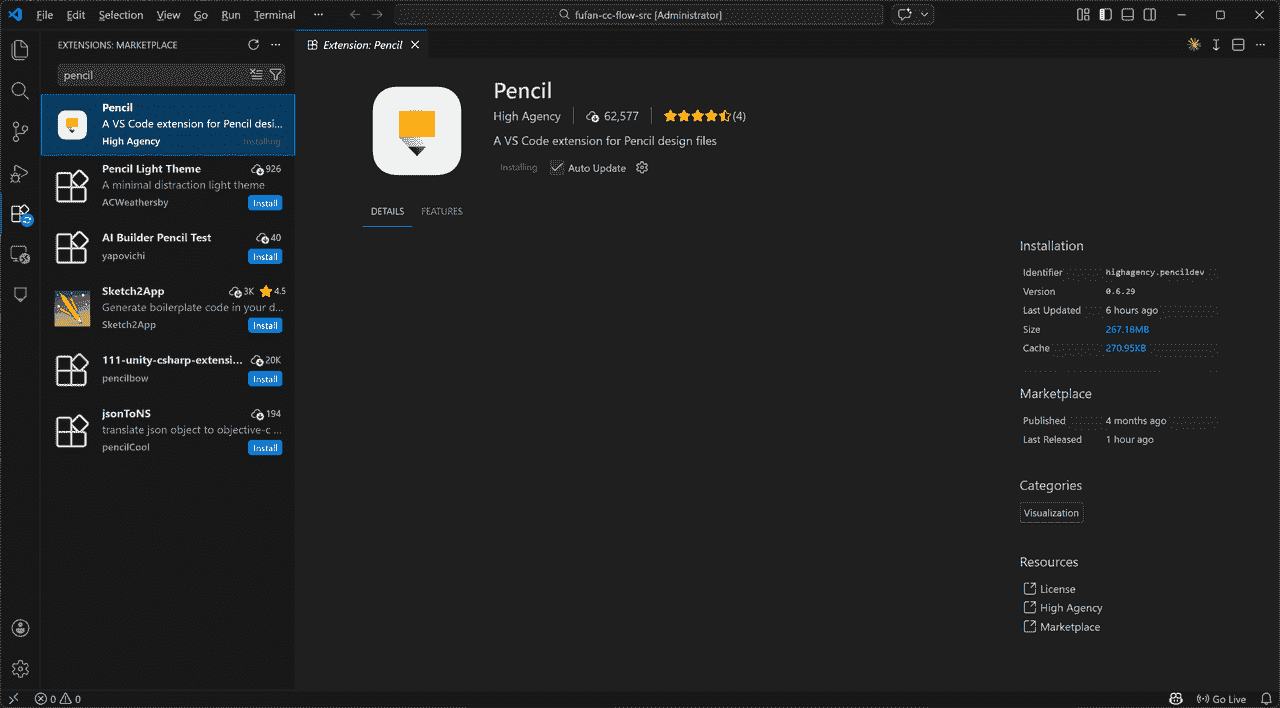 File Edit Selection View Go Run Terminal ··· fufan-cc-flow-src [Administrator]
EXTENSIONS: MARKETPLACE
Extension: Pencil
pencil
Pencil
A VS Code extension for Pencil desi...
High Agency Installing
Pencil Light Theme 926
A minimal distraction light theme
ACWeathersby Install
AI Builder Pencil Test 40
yapovichi Install
Sketch2App 3K 4.5
Generate boilerplate code in your d...
Sketch2App Install
111-unity-csharp-extensi... 20K
pencilbow Install
jsonToNS 194
translate json object to objective-c ...
pencilCool Install
Pencil
High Agency 62,577 (4)
A VS Code extension for Pencil design files
Installing Auto Update
DETAILS FEATURES
Installation
Identifier highagency.pencildev
Version 0.6.29
Last Updated 6 hours ago
Size 267.18MB
Cache 270.95KB
Marketplace
Published 4 months ago
Last Released 1 hour ago
Categories
Visualization
Resources
License
High Agency
Marketplace
0 0
Go Live